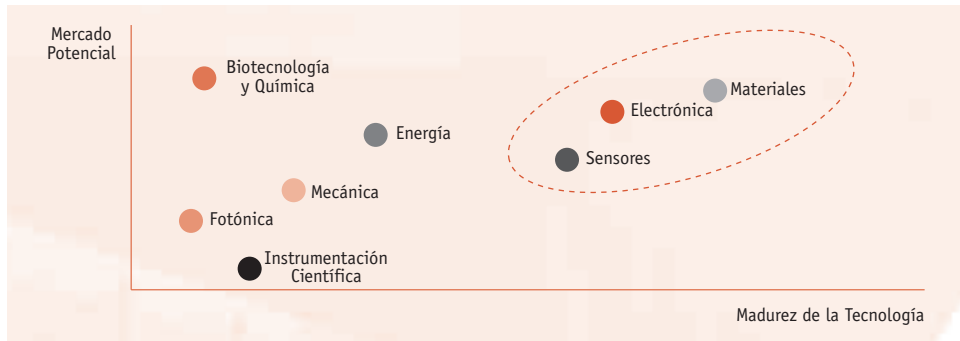 Mercado
Potencial
Biotecnología
y Química
Materiales
Electrónica
Energía
Sensores
Mecánica
Fotónica
Instrumentación
Científica
Madurez de la Tecnología